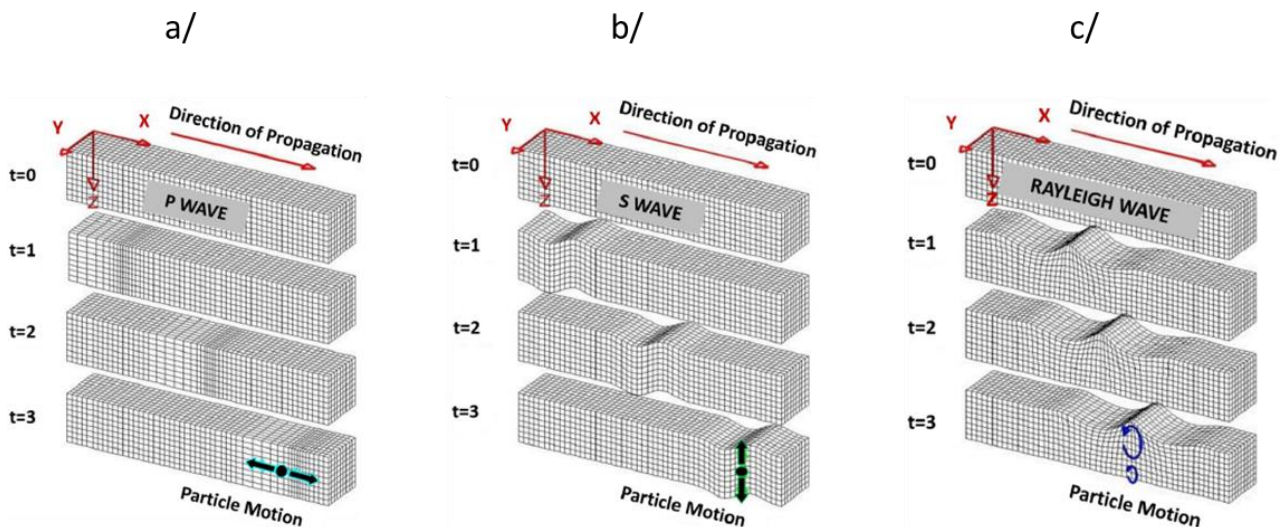 a/
b/
c/
Y
X
Direction of Propagation
t=0
Z
P WAVE
t=1
t=2
t=3
Particle Motion
Y
X
Direction of Propagation
t=0
Z
S WAVE
t=1
t=2
t=3
Particle Motion
Y
X
Direction of Propagation
t=0
Z
RAYLEIGH WAVE
t=1
t=2
t=3
Particle Motion